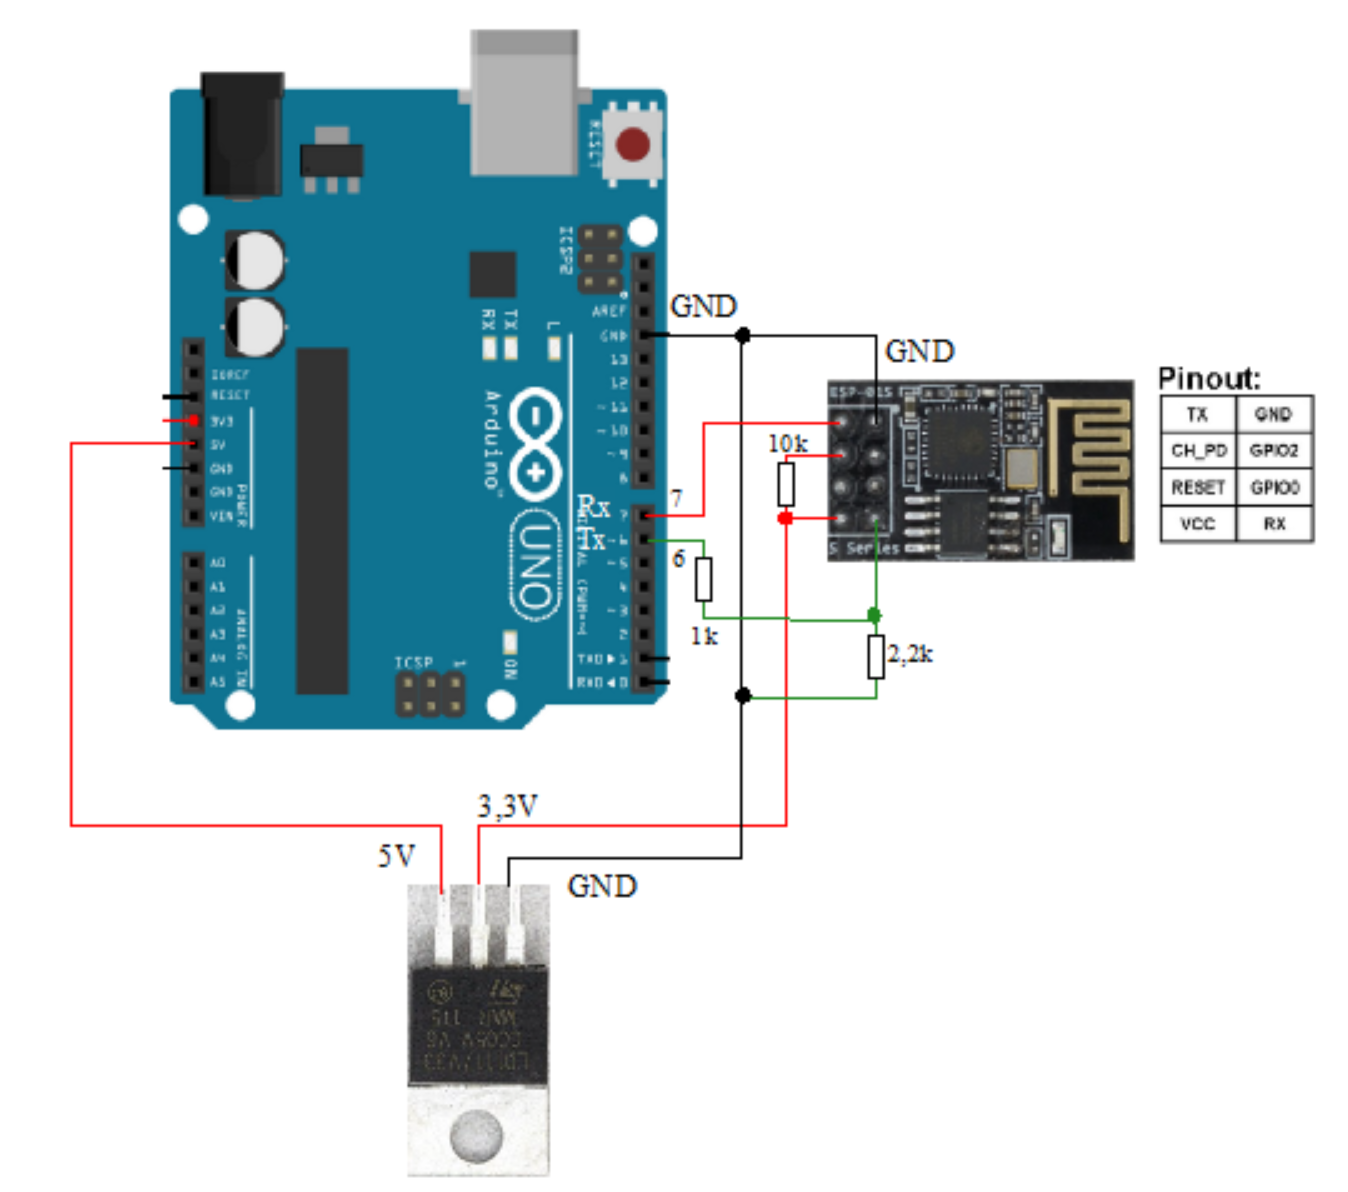 RESET
ICSP2
AREF
GND
13
12
~11
~10
~9
8
RX
TX
L
IOREF
RESET
3V3
5V
GND
GND
VIN
POWER
A0
A1
A2
A3
A4
A5
ANALOG IN
Arduino
UNO
ON
ICSP
1
Rx
Tx
DIGITAL (PWM=~)
7
~6
~5
4
~3
2
TX0▶1
RX0◀0
GND
GND
7
6
10k
1k
2,2k
ESP-01S
S Series
Pinout:
TX GND
CH_PD GPIO2
RESET GPIO0
VCC RX
3,3V
5V
GND